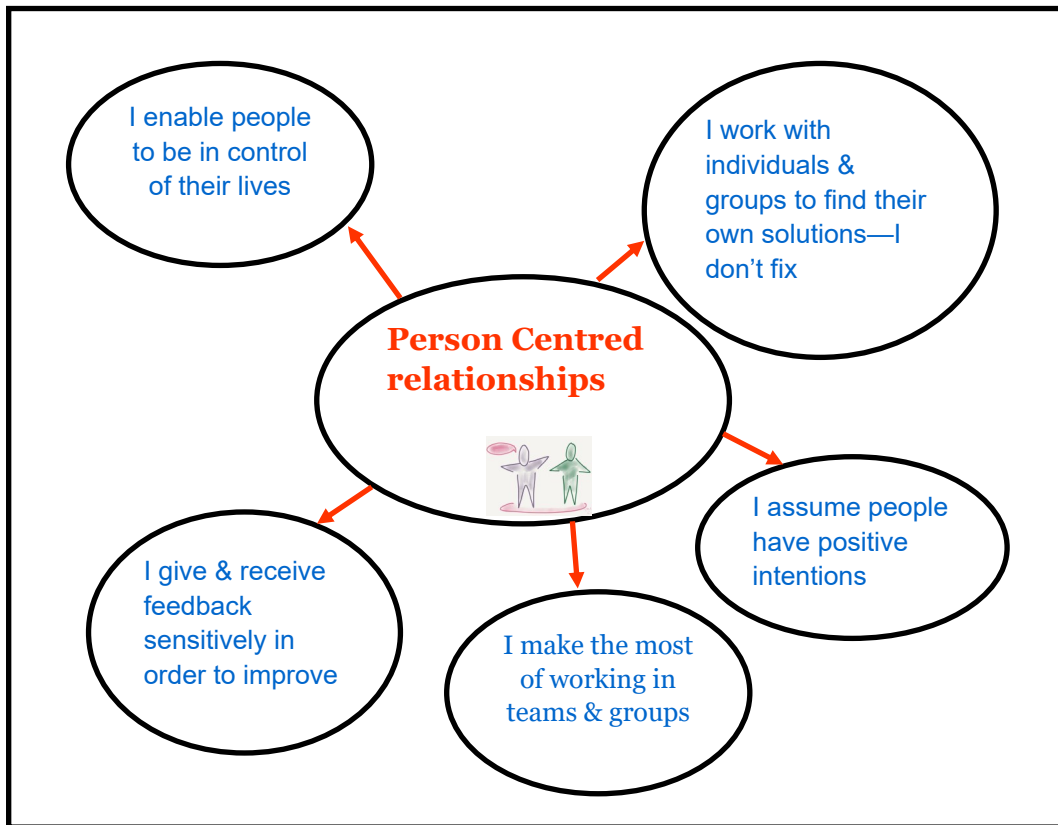 I enable people
to be in control
of their lives
I work with
individuals &
groups to find their
own solutions—I
don’t fix
Person Centred
relationships
I assume people
have positive
intentions
I give & receive
feedback
sensitively in
order to improve
I make the most
of working in
teams & groups